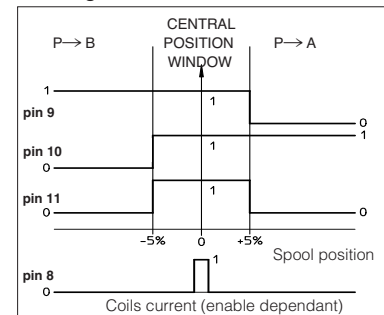 CENTRAL
P→B POSITION P→A
WINDOW
1
pin 9 1
0
pin 10 1 1
0
pin 11 1
0 0
-5% 0 +5%
Spool position
pin 8 1
0
Coils current (enable dependant)